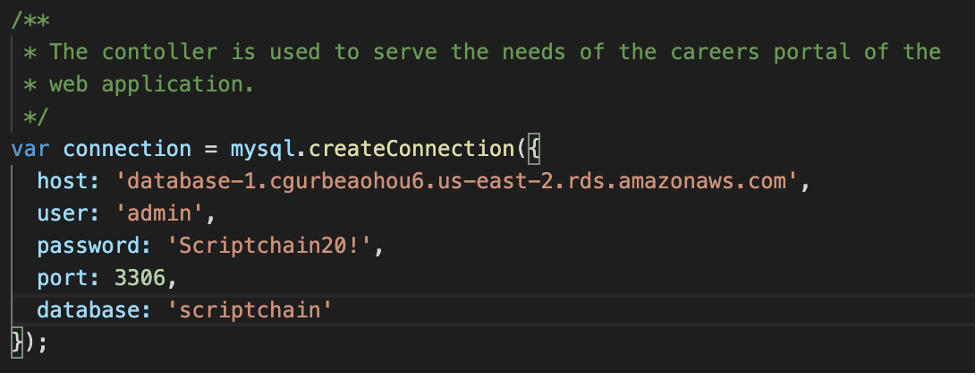 /**
* The contoller is used to serve the needs of the careers portal of the
* web application.
*/
var connection = mysql.createConnection({
host: 'database-1.cgurbeaohou6.us-east-2.rds.amazonaws.com',
user: 'admin',
password: 'Scriptchain20!',
port: 3306,
database: 'scriptchain'
});